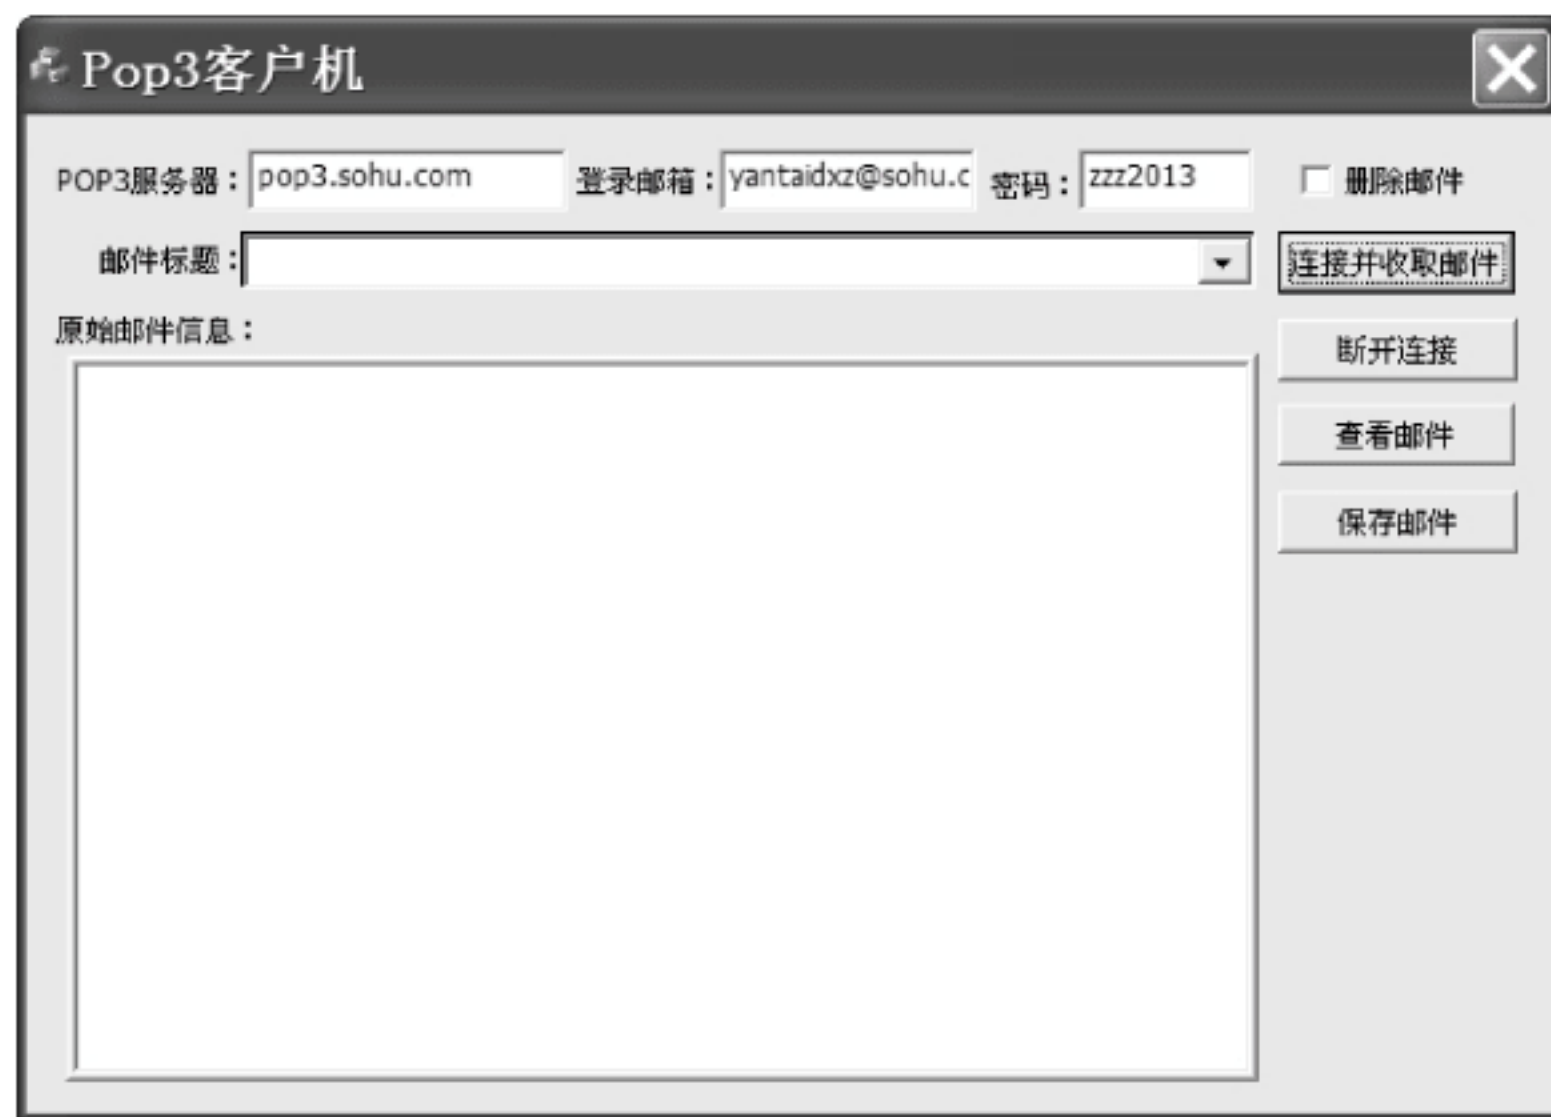 Pop3客户机
POP3服务器： pop3.sohu.com 登录邮箱： yantaidxz@sohu.c 密码： zzz2013 删除邮件
邮件标题： 连接并收取邮件
原始邮件信息：
断开连接
查看邮件
保存邮件